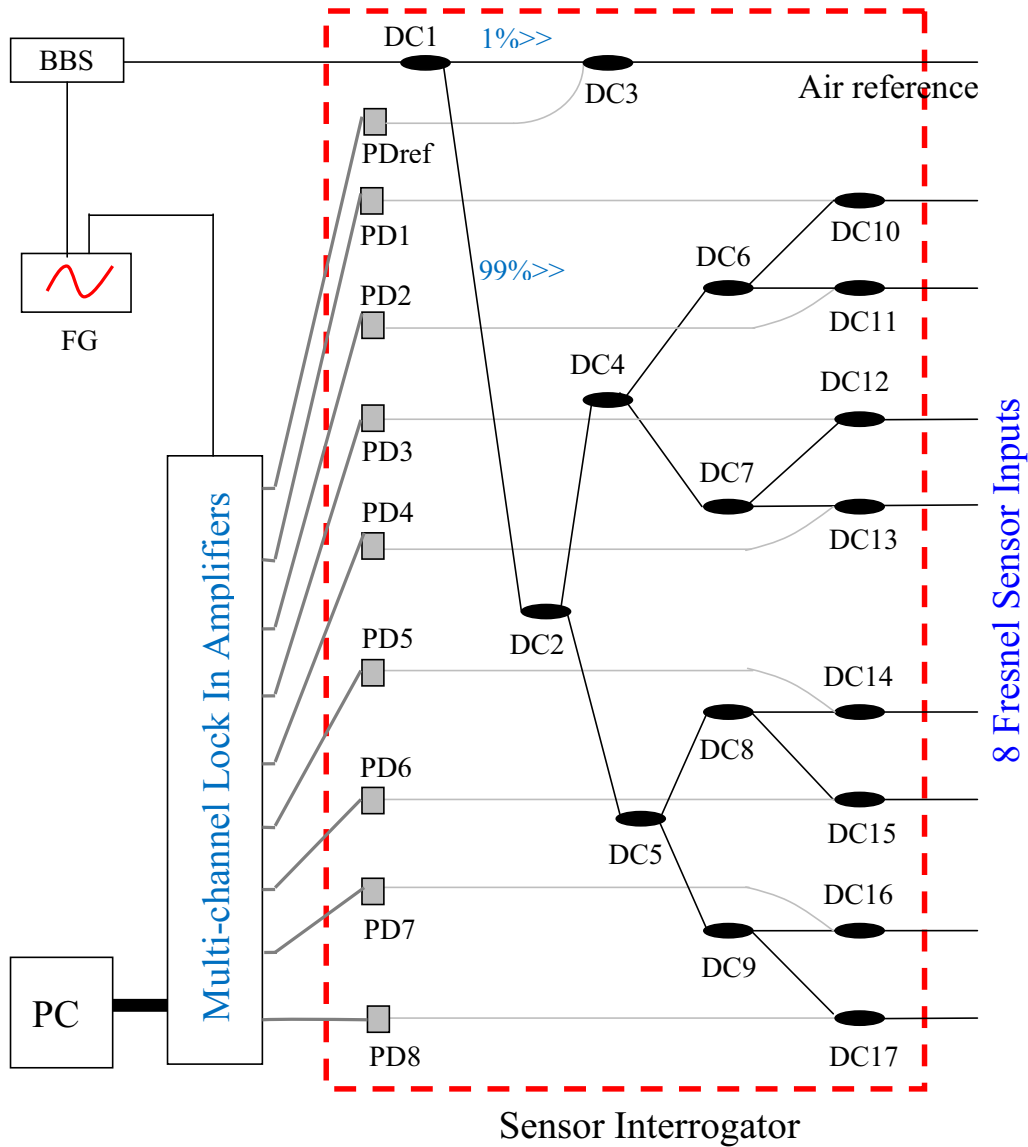 DC1
1%>>
BBS
DC3
Air reference
PDref
PD1
DC10
DC6
99%>>
PD2
FG
DC11
DC4
DC12
PD3
DC7
PD4
DC13
8 Fresnel Sensor Inputs
Multi-channel Lock In Amplifiers
DC2
PD5
DC14
DC8
PD6
DC15
DC5
DC16
PD7
DC9
PC
PD8
DC17
Sensor Interrogator